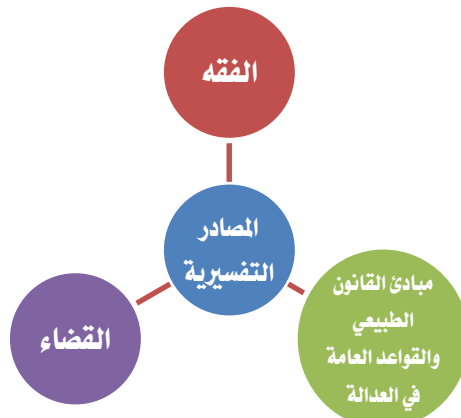 الفقه
المصادر
التفسيرية
مبادئ القانون
الطبيعي
والقواعد العامة
في العدالة
القضاء